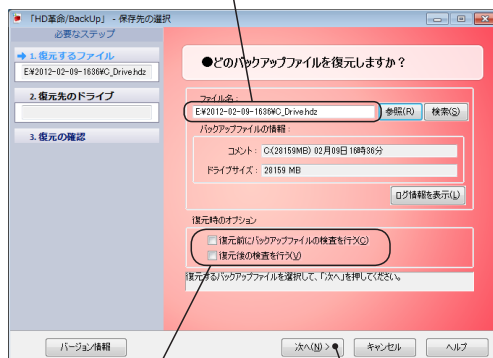 「HD革命/BackUp」 - 保存先の選択
必要なステップ
1. 復元するファイル
E:¥2012-02-09-1636¥C_Drive.hdz
2. 復元先のドライブ
3. 復元の確認
●どのバックアップファイルを復元しますか？
ファイル名:
E:¥2012-02-09-1636¥C_Drive.hdz
参照(R)
検索(S)
バックアップファイルの情報:
コメント: C:(28159MB) 02月09日 16時36分
ドライブサイズ: 28159 MB
ログ情報を表示(L)
復元時のオプション
復元前にバックアップファイルの検査を行う(C)
復元後の検査を行う(V)
復元するバックアップファイルを選択して、「次へ」を押してください。
バージョン情報
次へ(N) >
キャンセル
ヘルプ